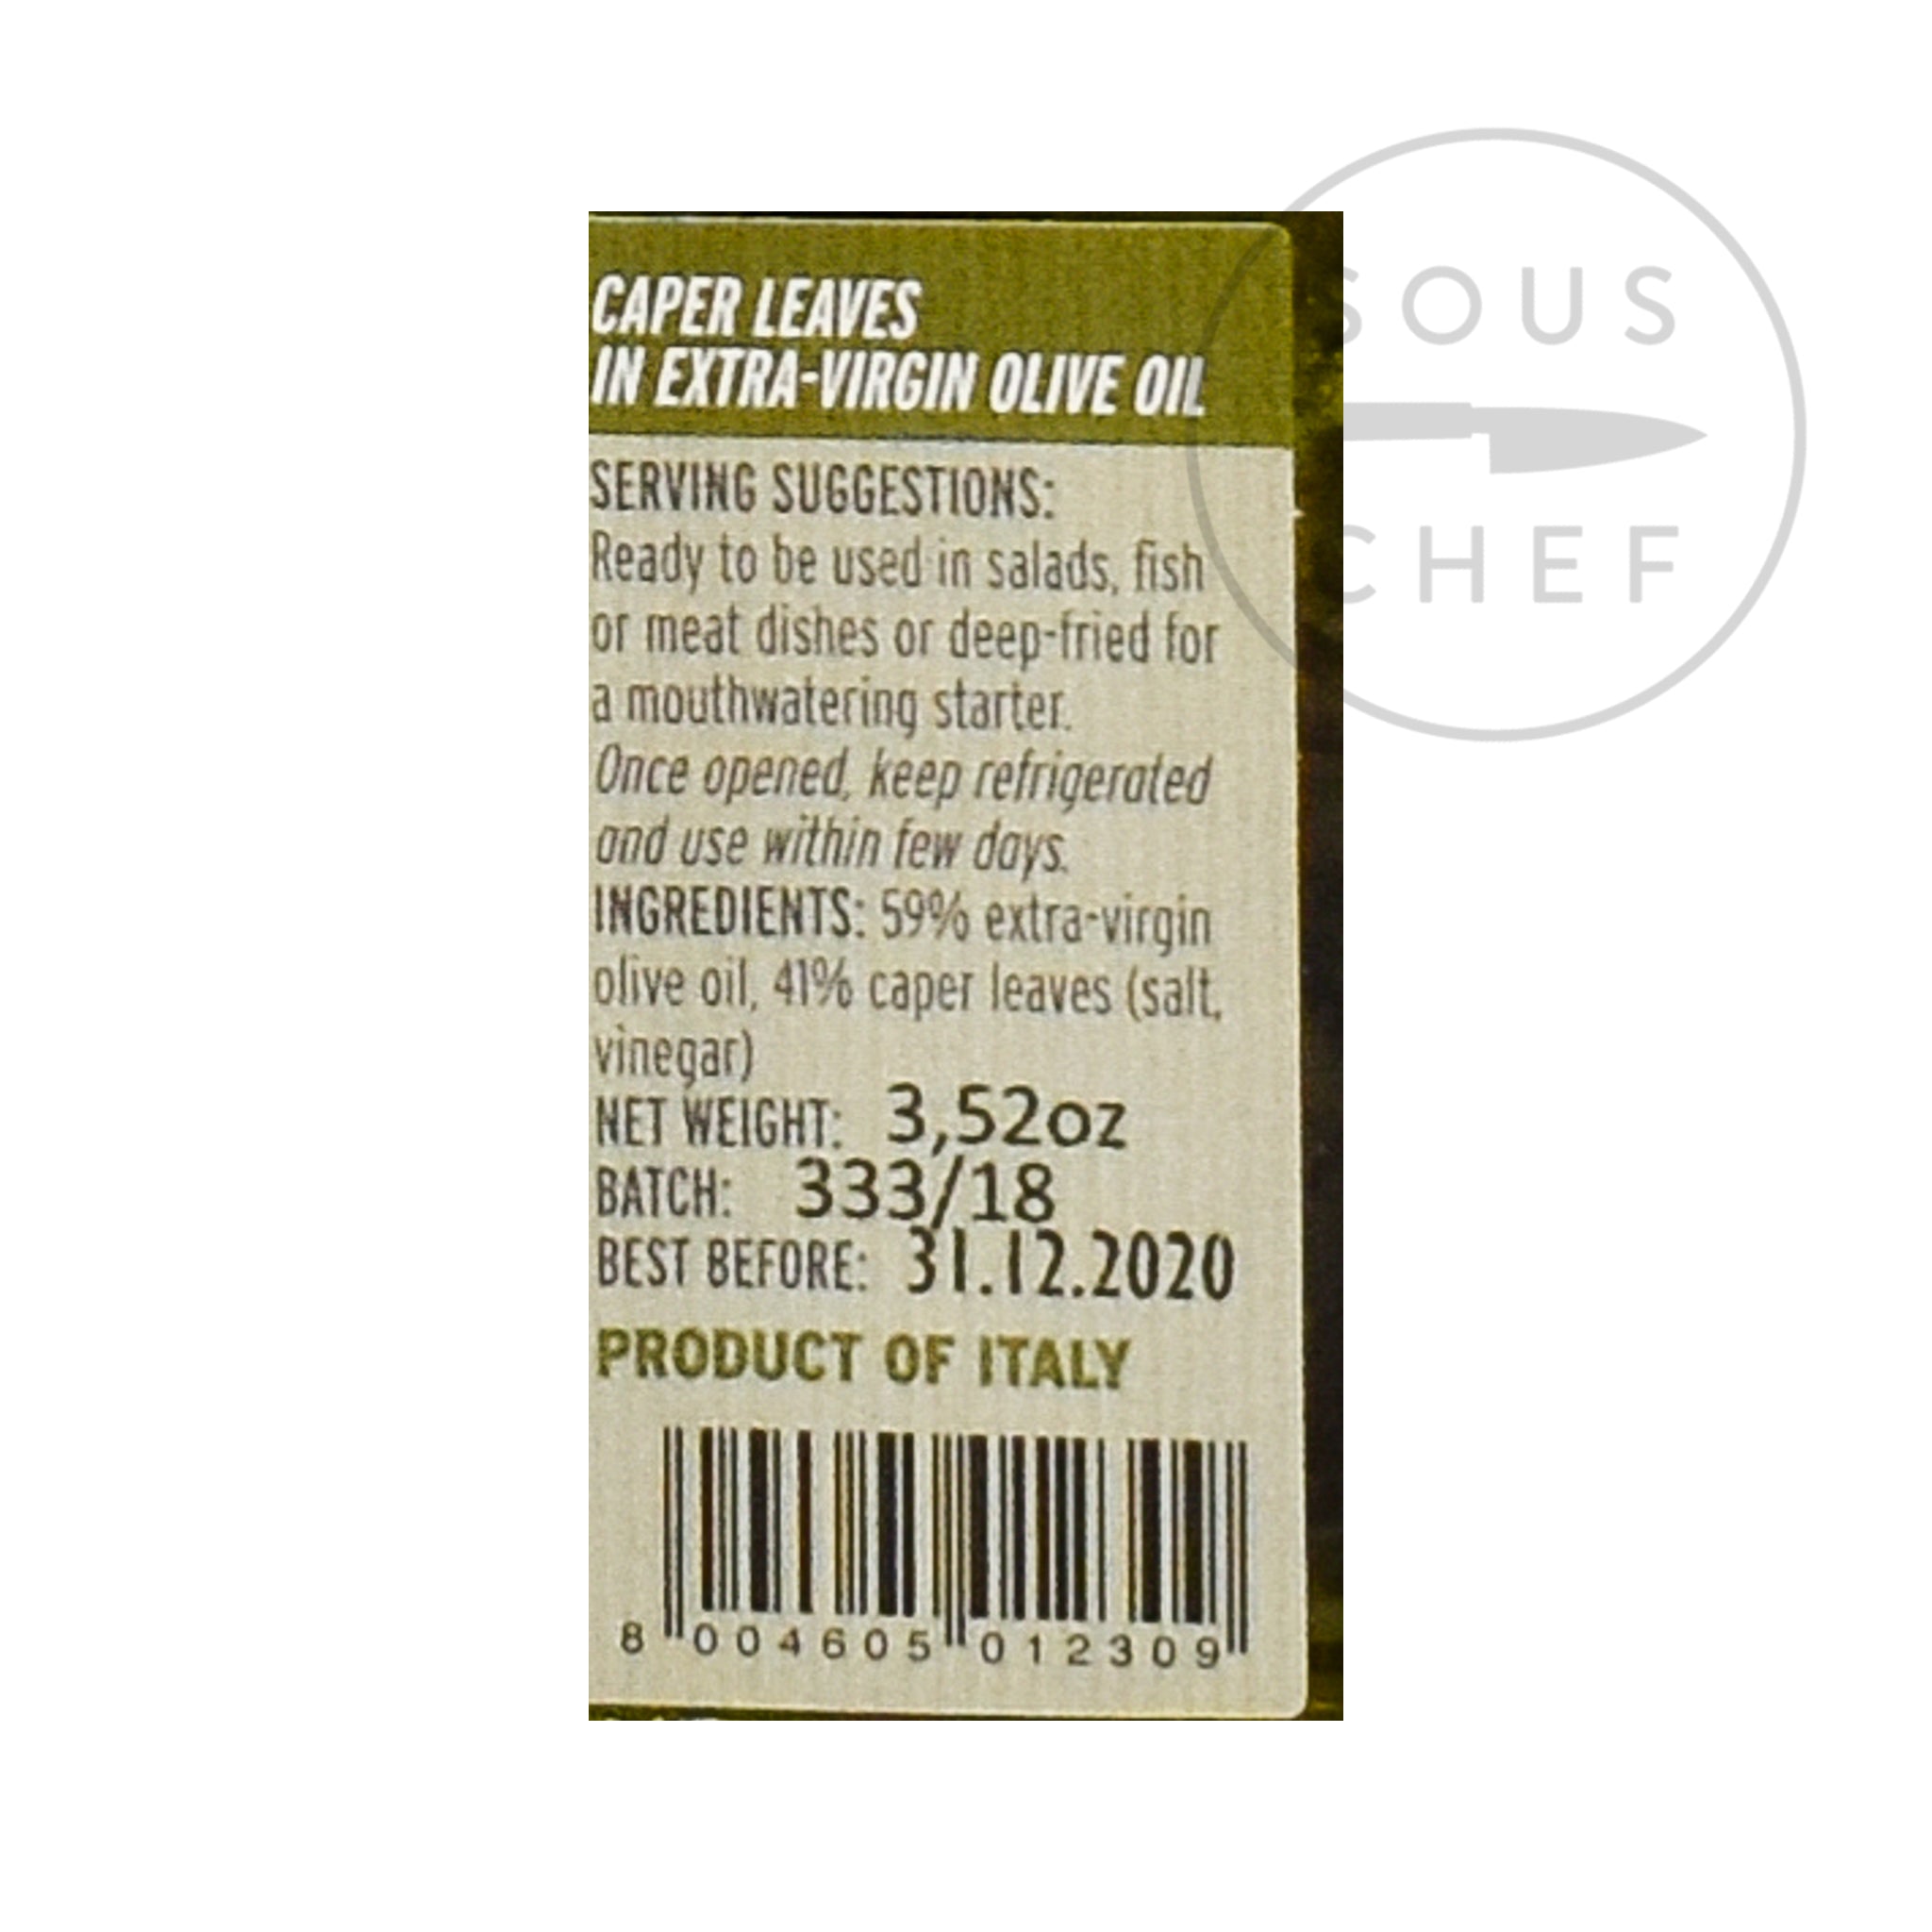 CAPER LEAVES
IN EXTRA-VIRGIN OLIVE OIL
SERVING SUGGESTIONS:
Ready to be used in salads, fish
or meat dishes or deep-fried for
a mouthwatering starter.
Once opened, keep refrigerated
and use within few days.
INGREDIENTS: 59% extra-virgin
olive oil, 41% caper leaves (salt,
vinegar)
NET WEIGHT: 3,52oz
BATCH: 333/18
BEST BEFORE: 31.12.2020
PRODUCT OF ITALY
8 004605 012309
SOUS
CHEF